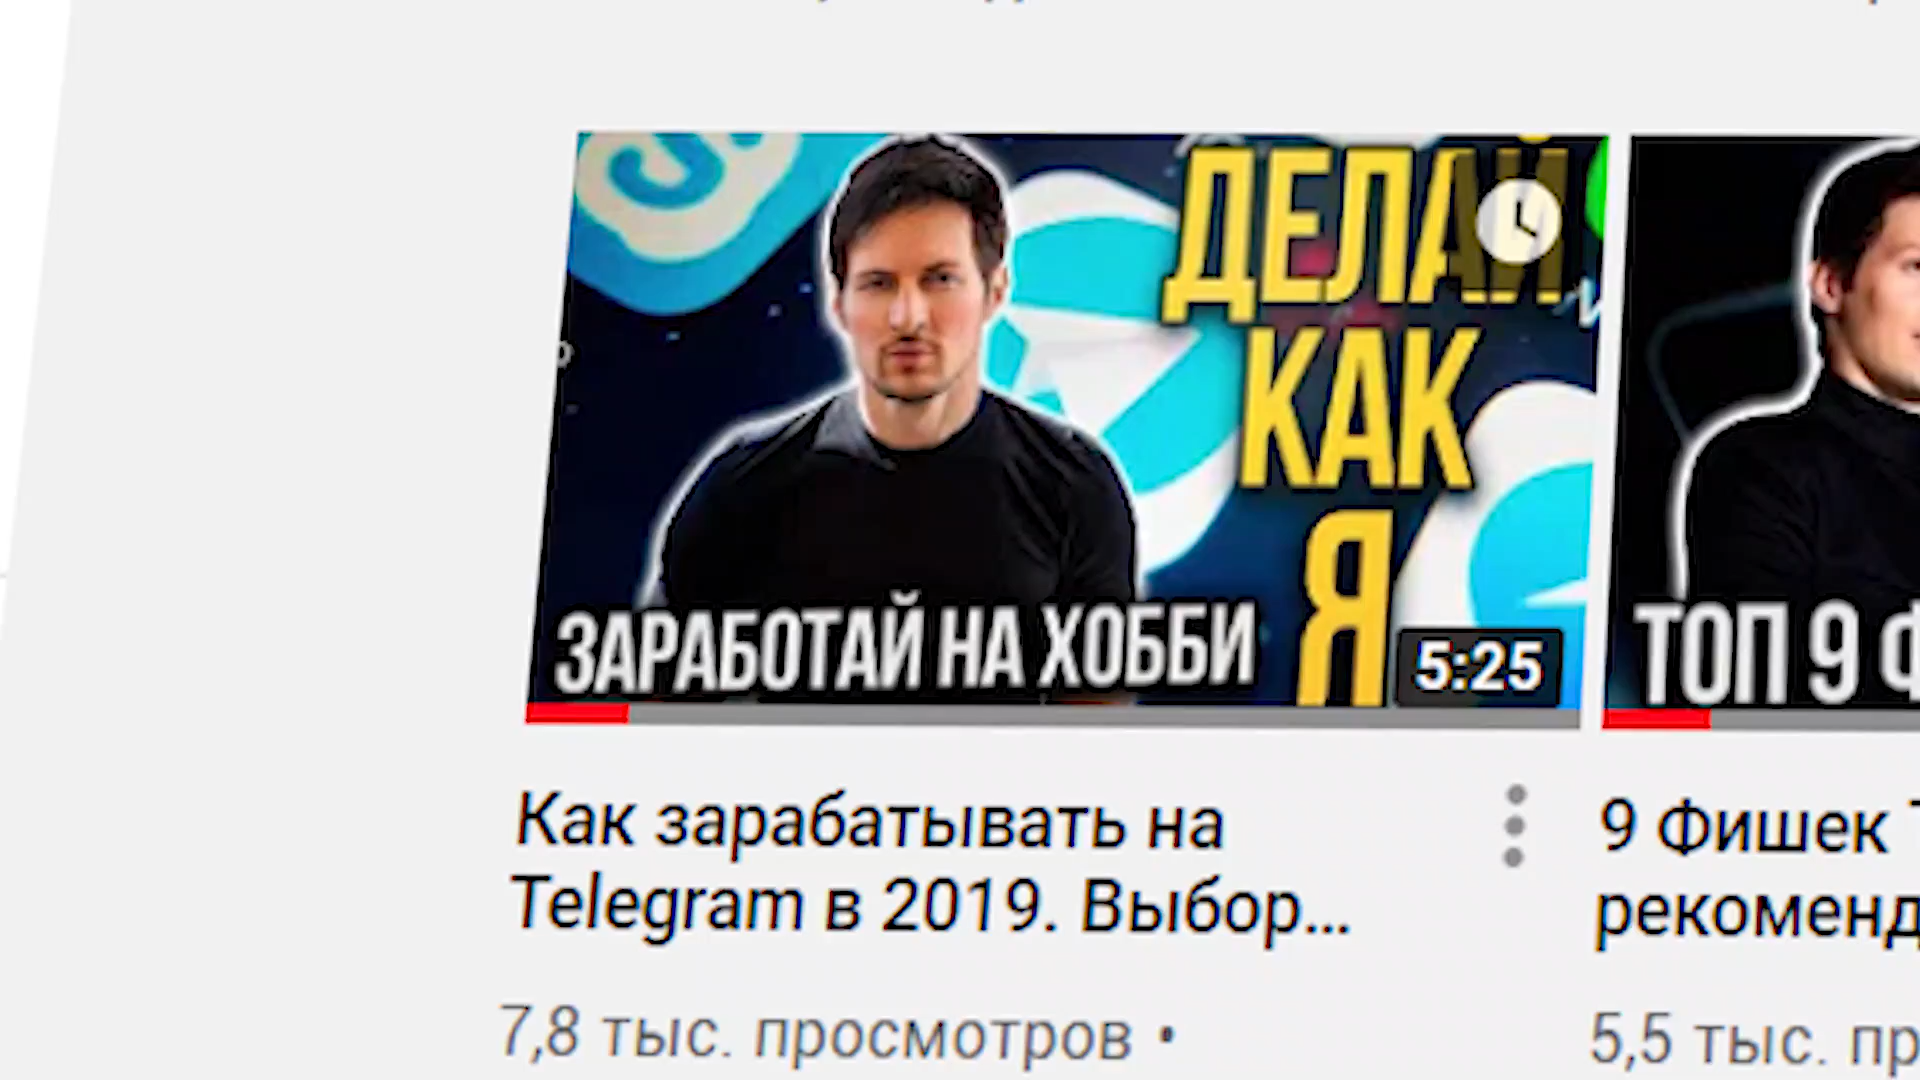 ДЕЛАЙ
КАК
Я
ЗАРАБОТАЙ НА ХОББИ
5:25
Как зарабатывать на
Telegram в 2019. Выбор...
7,8 тыс. просмотров •
ТОП 9
9 Фишек
рекоменд
5,5 тыс. пр